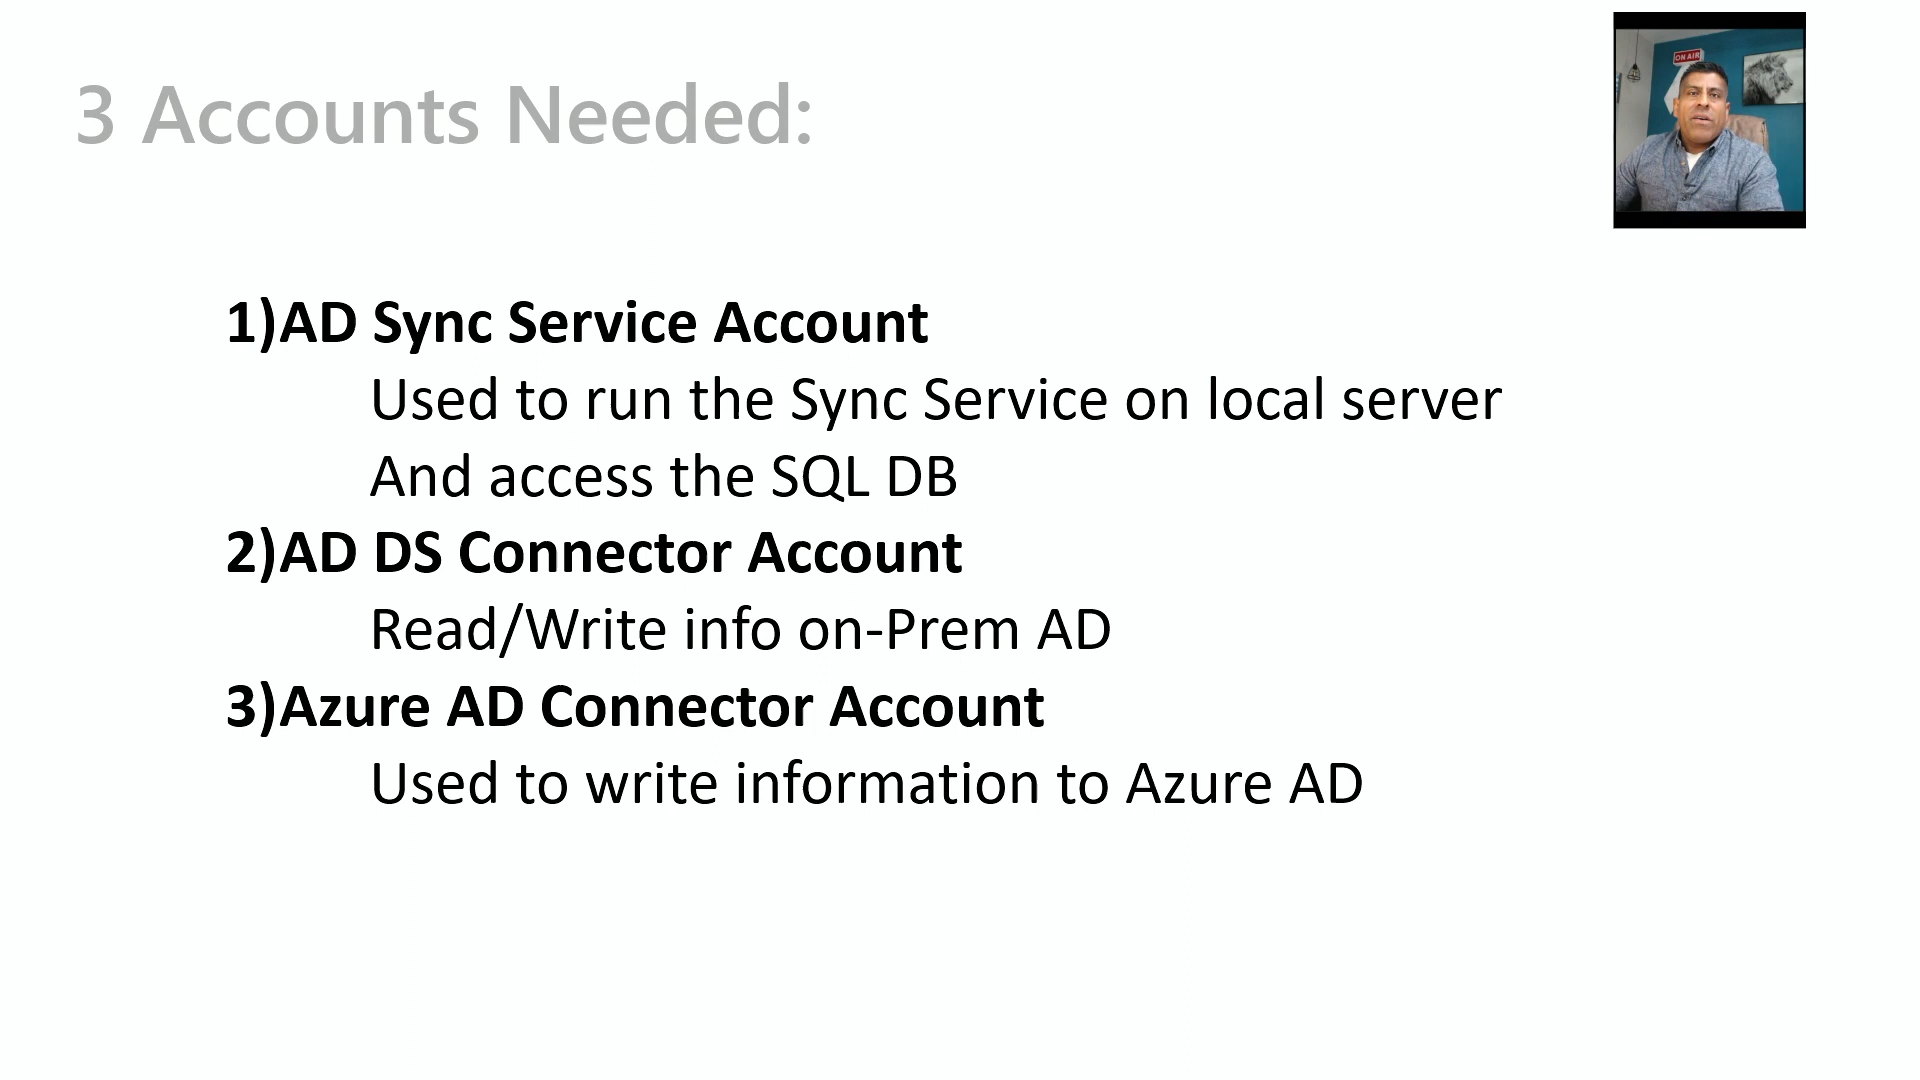 3 Accounts Needed:
ON AIR
1)AD Sync Service Account
Used to run the Sync Service on local server
And access the SQL DB
2)AD DS Connector Account
Read/Write info on-Prem AD
3)Azure AD Connector Account
Used to write information to Azure AD